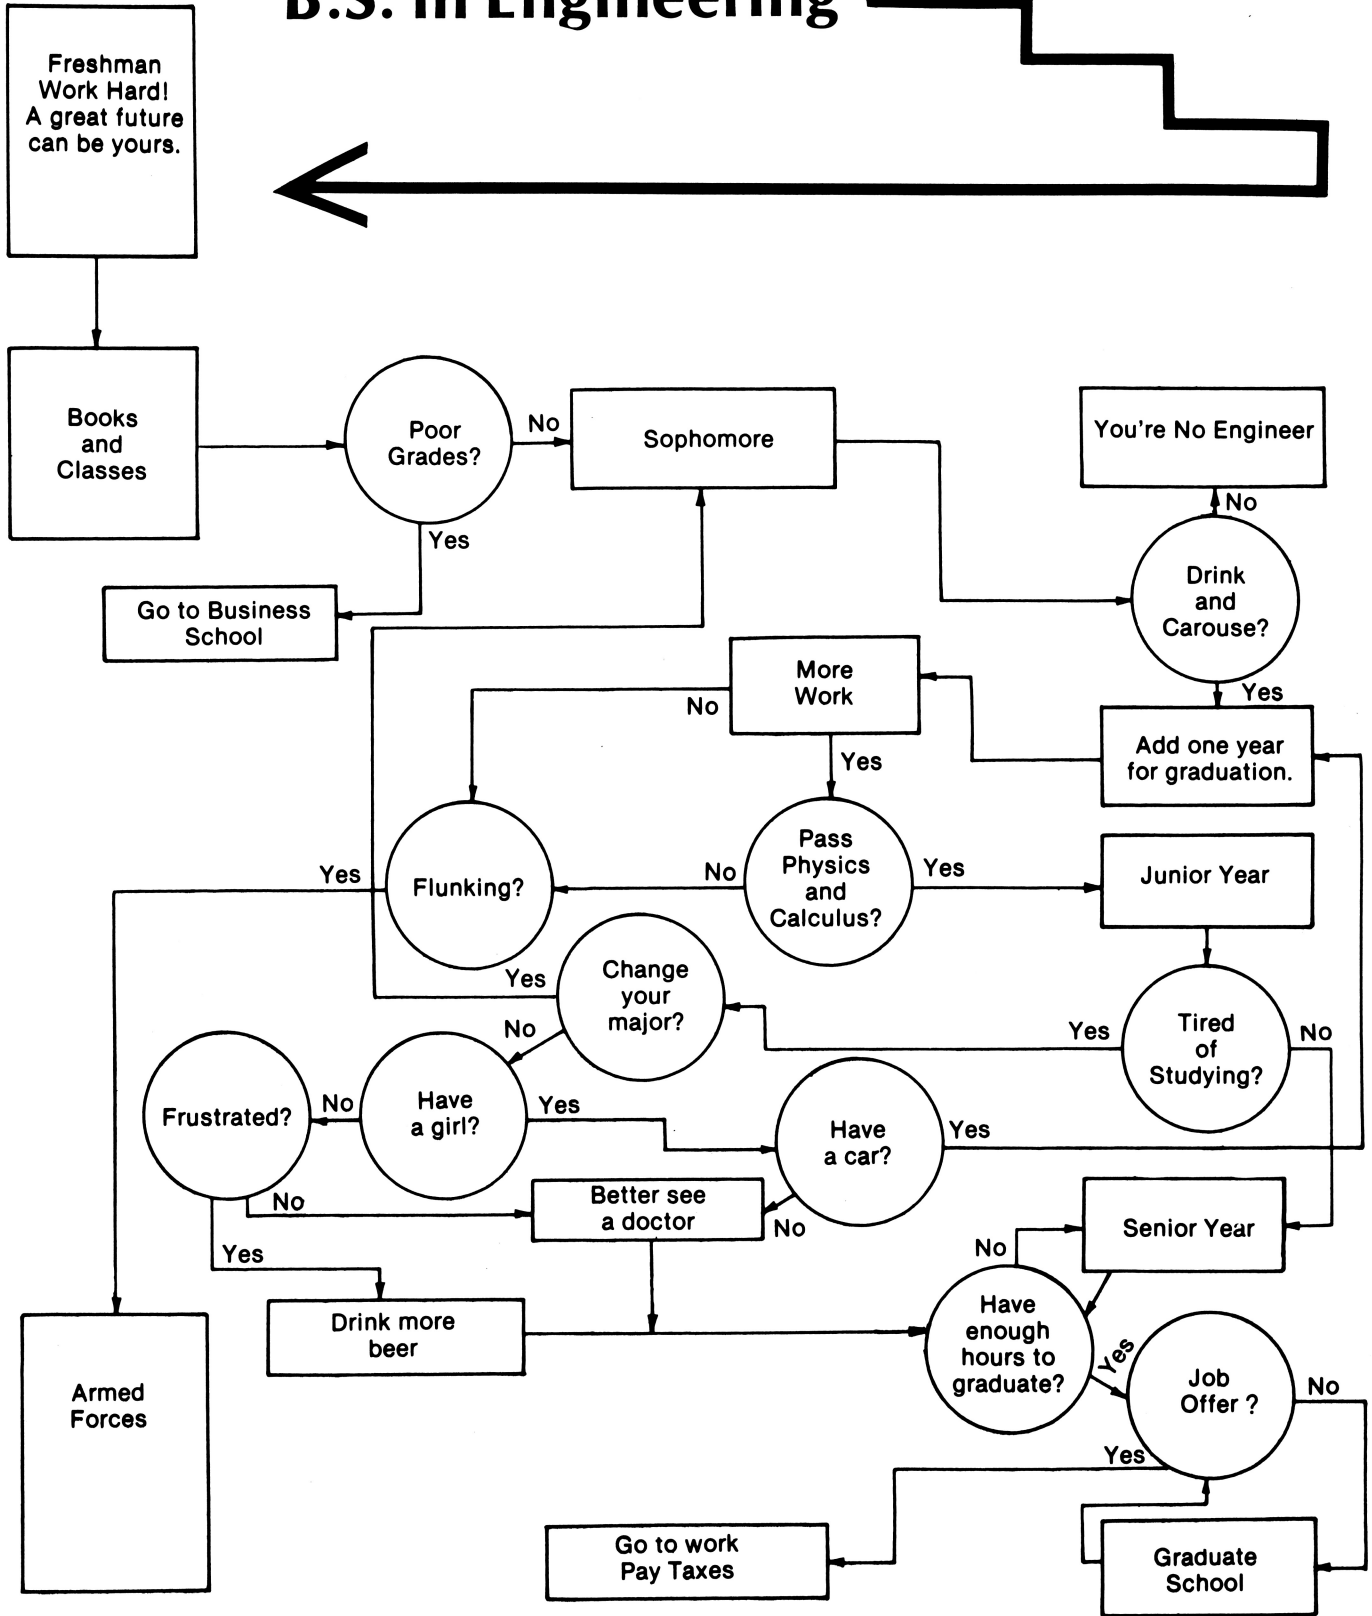 B.S. in Engineering
Freshman
Work Hard!
A great future
can be yours.
Books
and
Classes
Poor
Grades?
No
Sophomore
You're No Engineer
No
Yes
Drink
and
Carouse?
Go to Business
School
More
Work
Yes
No
Add one year
for graduation.
Yes
Pass
Physics
and
Calculus?
Yes
Flunking?
No
Yes
Junior Year
Yes
Change
your
major?
No
Yes
Tired
of
Studying?
No
Frustrated?
No
Have
a girl?
Yes
Have
a car?
Yes
No
Better see
a doctor
No
Senior Year
Yes
No
Drink more
beer
Have
enough
hours to
graduate?
Yes
Job
Offer ?
No
Armed
Forces
Yes
Go to work
Pay Taxes
Graduate
School